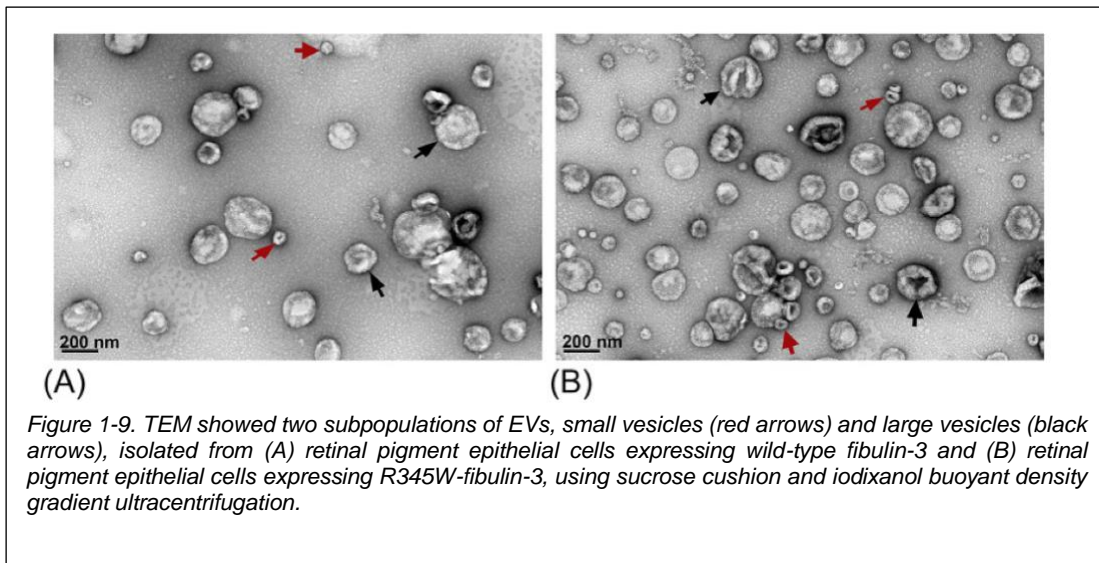 200 nm
200 nm
(A)
(B)
Figure 1-9. TEM showed two subpopulations of EVs, small vesicles (red arrows) and large vesicles (black
arrows), isolated from (A) retinal pigment epithelial cells expressing wild-type fibulin-3 and (B) retinal
pigment epithelial cells expressing R345W-fibulin-3, using sucrose cushion and iodixanol buoyant density
gradient ultracentrifugation.